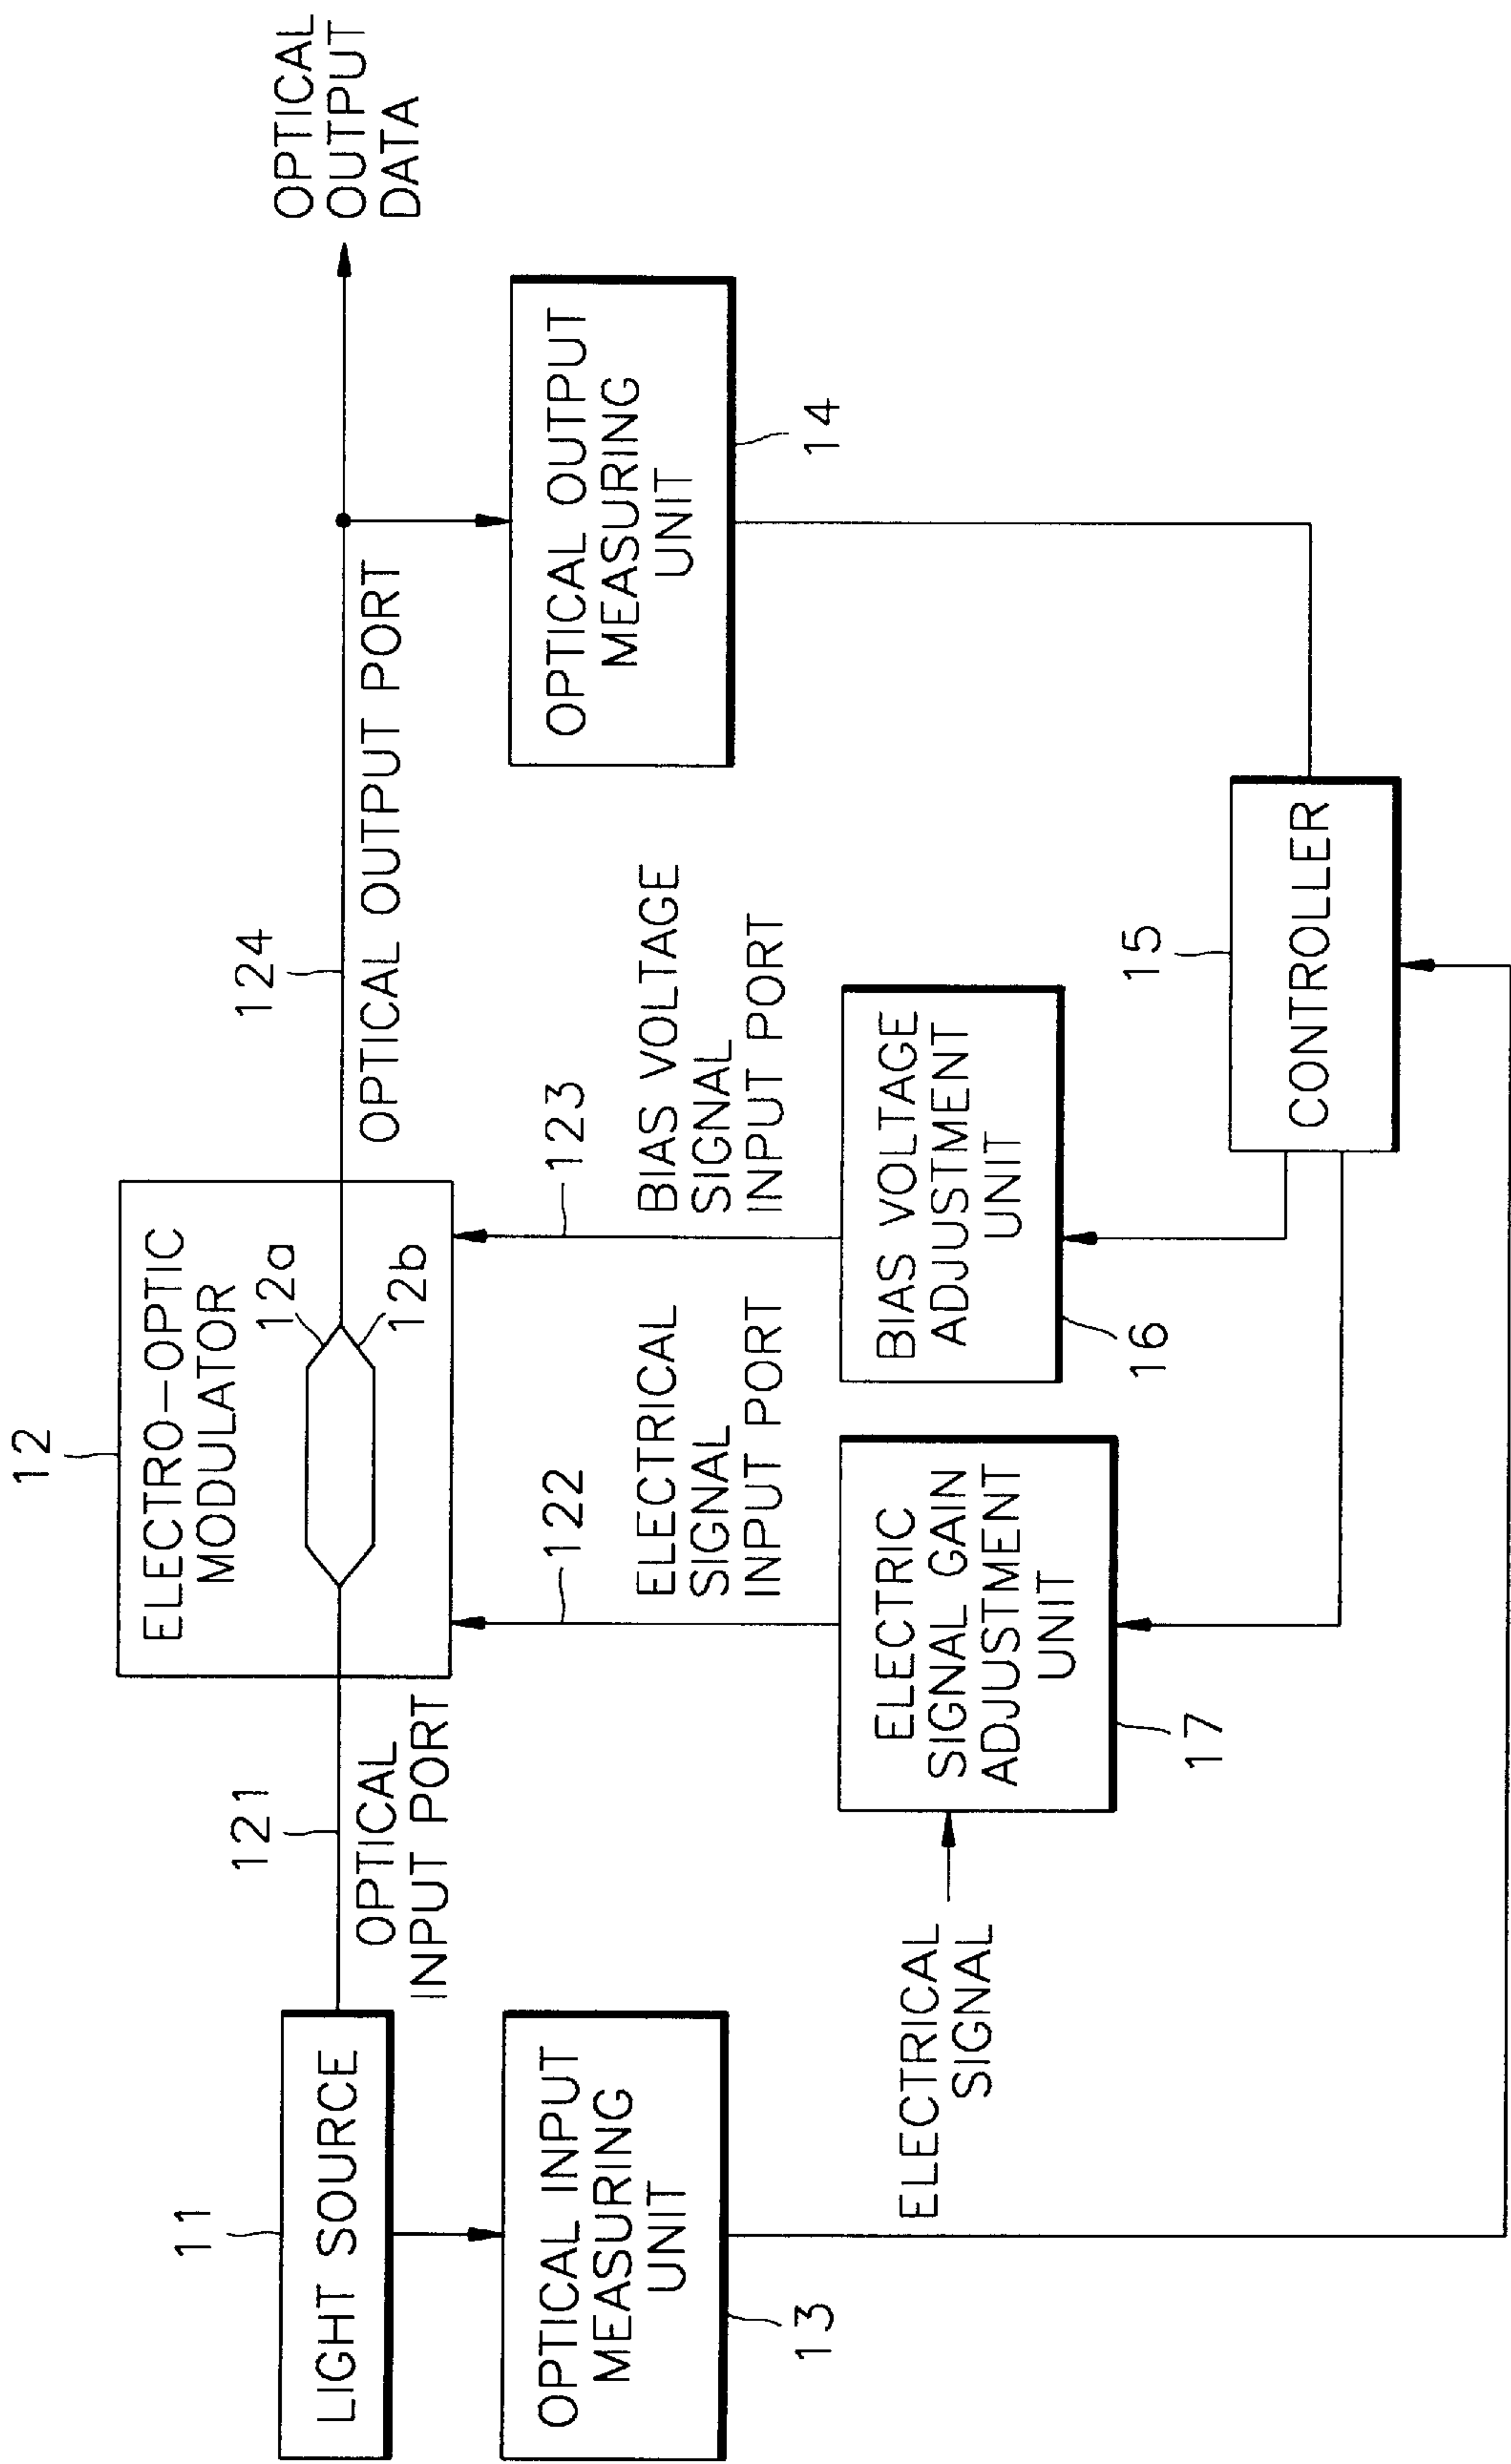 OPTICAL
OUTPUT
DATA
12
ELECTRO-OPTIC
MODULATOR
12a
12b
11
LIGHT SOURCE
121
OPTICAL
INPUT PORT
124
OPTICAL OUTPUT PORT
OPTICAL INPUT
MEASURING
UNIT
13
122
ELECTRICAL
SIGNAL
INPUT PORT
123
BIAS VOLTAGE
SIGNAL
INPUT PORT
OPTICAL OUTPUT
MEASURING
UNIT
14
ELECTRICAL
SIGNAL
ELECTRIC
SIGNAL GAIN
ADJUSTMENT
UNIT
17
BIAS VOLTAGE
ADJUSTMENT
UNIT
16
15
CONTROLLER